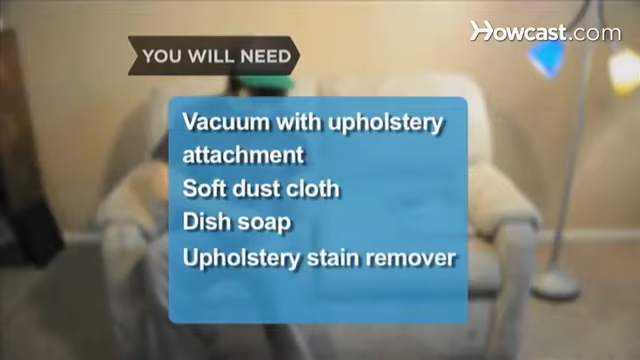 Howcast.com
YOU WILL NEED
Vacuum with upholstery
attachment
Soft dust cloth
Dish soap
Upholstery stain remover